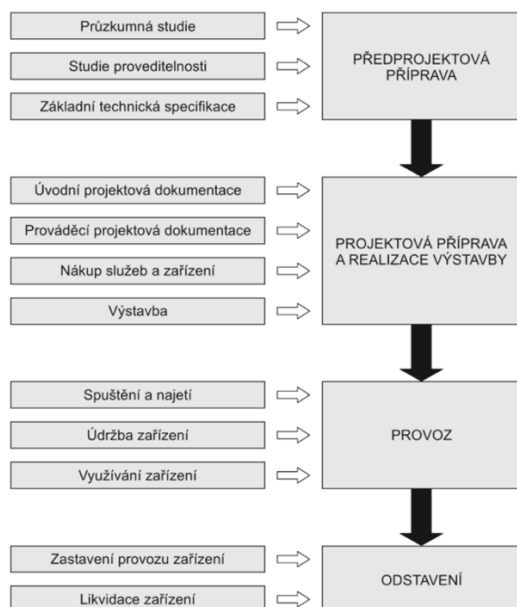 Průzkumná studie
Studie proveditelnosti
Základní technická specifikace
PŘEDPROJEKTOVÁ
PŘÍPRAVA
Úvodní projektová dokumentace
Prováděcí projektová dokumentace
Nákup služeb a zařízení
Výstavba
PROJEKTOVÁ PŘÍPRAVA
A REALIZACE VÝSTAVBY
Spuštění a najetí
Údržba zařízení
Využívání zařízení
PROVOZ
Zastavení provozu zařízení
Likvidace zařízení
ODSTAVENÍ